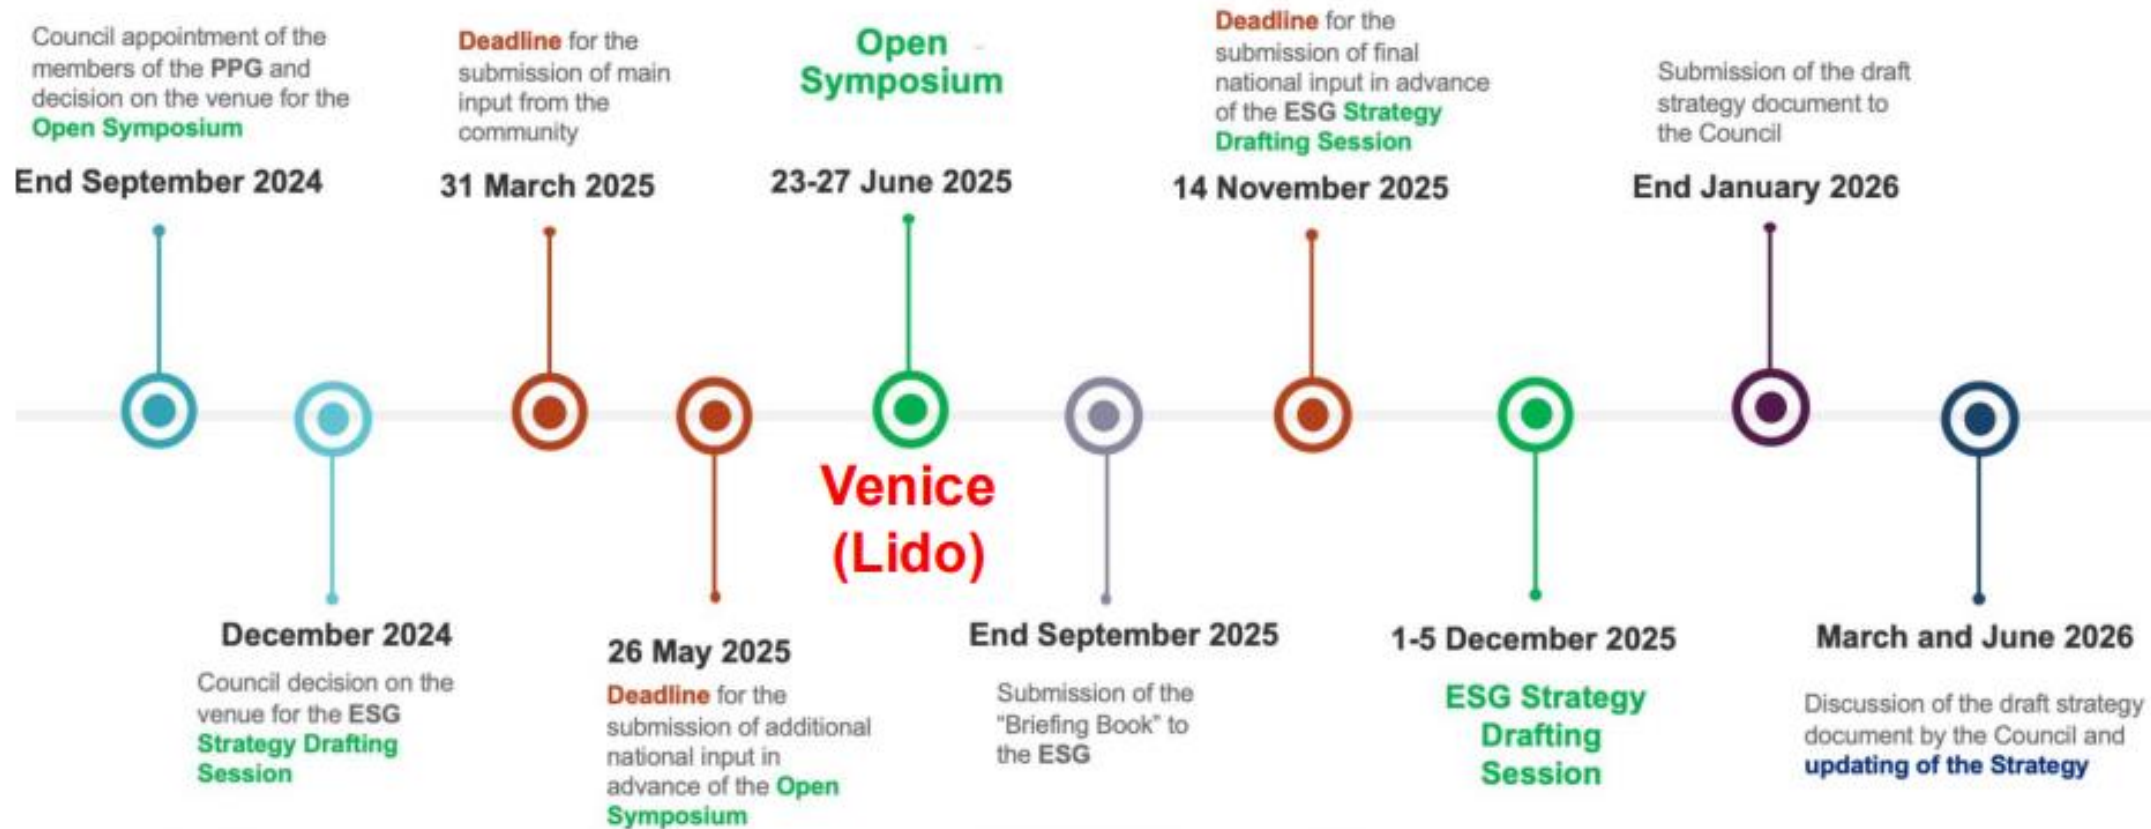 Council appointment of the
members of the PPG and
decision on the venue for the
Open Symposium
End September 2024
Deadline for the
submission of main
input from the
community
31 March 2025
Open
Symposium
23-27 June 2025
Deadline for the
submission of final
national input in advance
of the ESG Strategy
Drafting Session
14 November 2025
Submission of the draft
strategy document to
the Council
End January 2026
Venice
(Lido)
December 2024
Council decision on the
venue for the ESG
Strategy Drafting
Session
26 May 2025
Deadline for the
submission of additional
national input in
advance of the Open
Symposium
End September 2025
Submission of the
"Briefing Book" to
the ESG
1-5 December 2025
ESG Strategy
Drafting
Session
March and June 2026
Discussion of the draft strategy
document by the Council and
updating of the Strategy